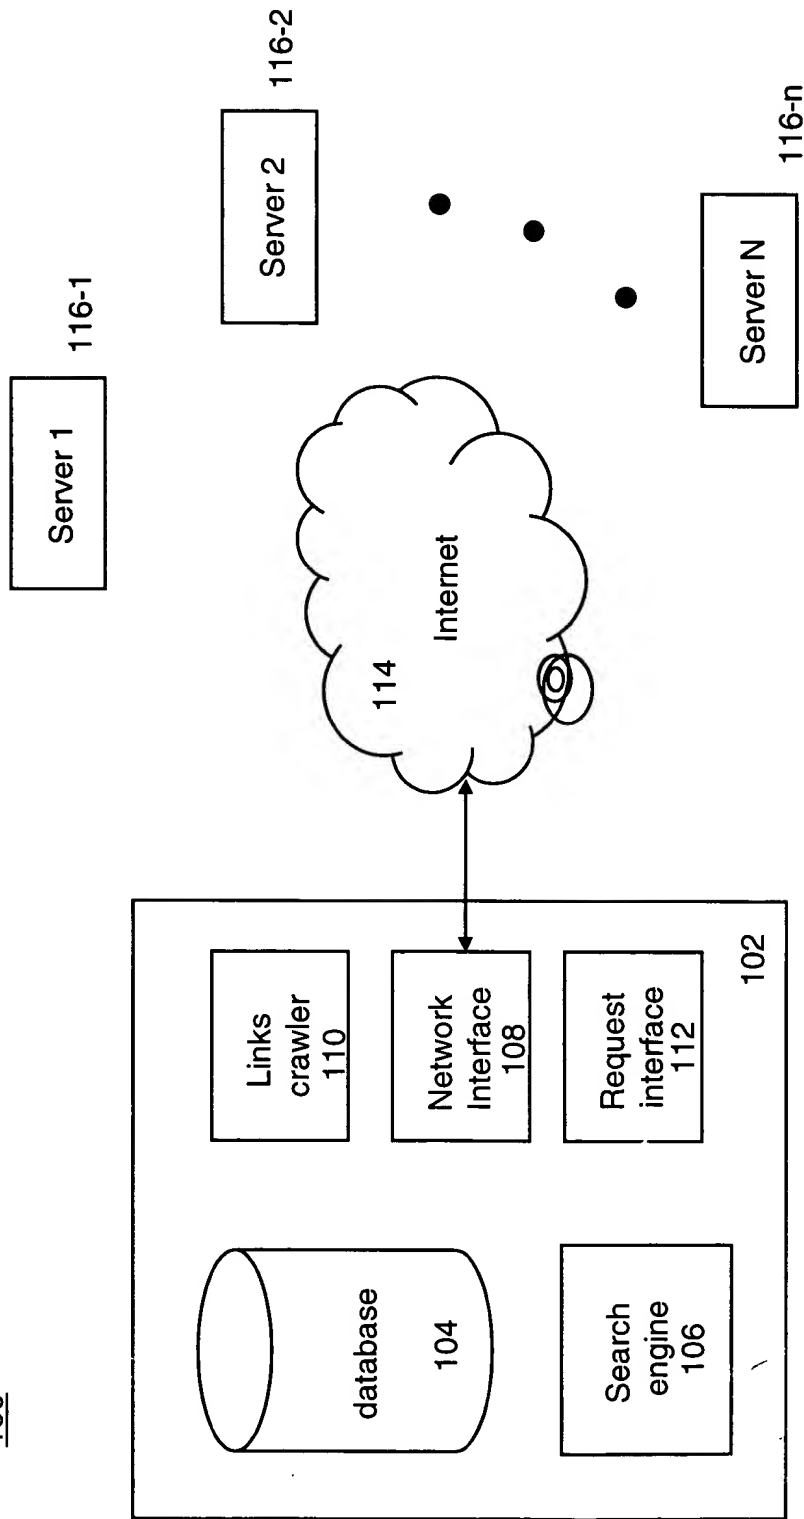 database
104
Search
engine
106
Links
crawler
110
Network
Interface
108
Request
interface
112
102
114
Internet
Server 1
116-1
Server 2
116-2
Server N
116-n